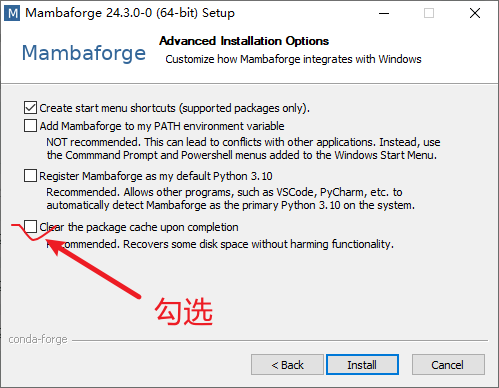 M Mambaforge 24.3.0-0 (64-bit) Setup
Mambaforge
Advanced Installation Options
Customize how Mambaforge integrates with Windows
Create start menu shortcuts (supported packages only).
Add Mambaforge to my PATH environment variable
NOT recommended. This can lead to conflicts with other applications. Instead, use
the Commmand Prompt and Powershell menus added to the Windows Start Menu.
Register Mambaforge as my default Python 3.10
Recommended. Allows other programs, such as VSCode, PyCharm, etc. to
automatically detect Mambaforge as the primary Python 3.10 on the system.
Clear the package cache upon completion
Recommended. Recovers some disk space without harming functionality.
勾选
conda-forge
< Back
Install
Cancel